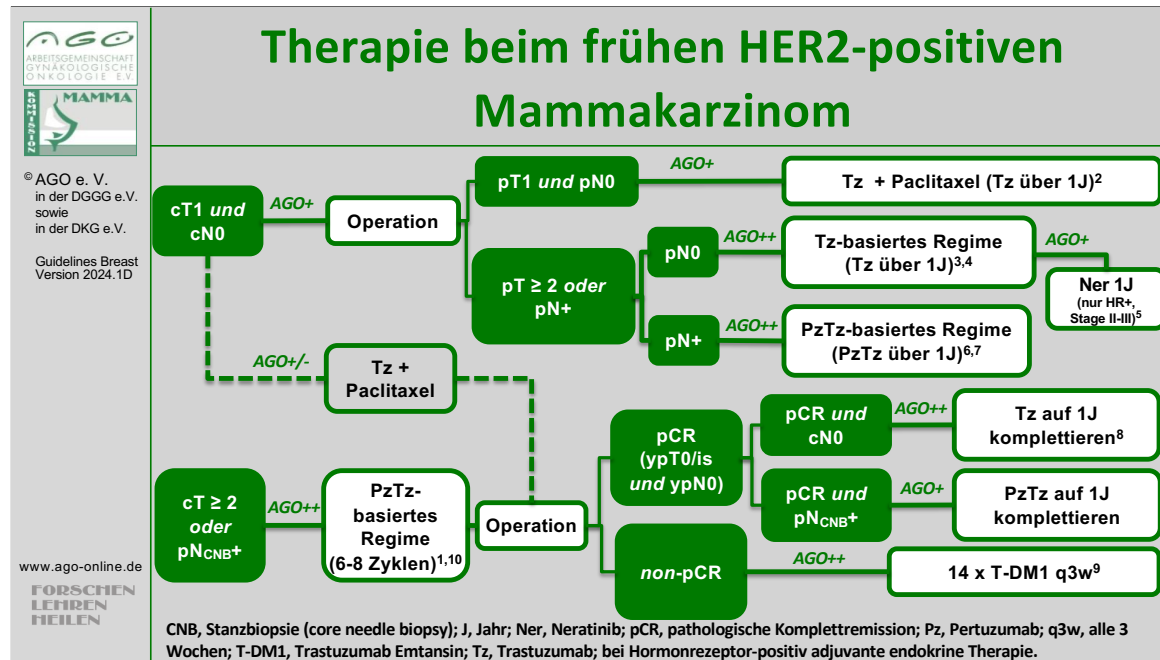 AGO
ARBEITSGEMEINSCHAFT
GYNÄKOLOGISCHE
ONKOLOGIE E.V.
KOMMISSION
MAMMA
© AGO e. V.
in der DGGG e.V.
sowie
in der DKG e.V.
Guidelines Breast
Version 2024.1D
www.ago-online.de
FORSCHEN
LEHREN
HEILEN
Therapie beim frühen HER2-positiven
Mammakarzinom
cT1 und
cN0
AGO+
Operation
pT1 und pN0
AGO+
Tz + Paclitaxel (Tz über 1J)²
pT ≥ 2 oder
pN+
pN0
AGO++
Tz-basiertes Regime
(Tz über 1J)³,⁴
AGO+
Ner 1J
(nur HR+,
Stage II-III)⁵
pN+
AGO++
PzTz-basiertes Regime
(PzTz über 1J)⁶,⁷
AGO+/-
Tz +
Paclitaxel
cT ≥ 2
oder
pNCNB+
AGO++
PzTz-
basiertes
Regime
(6-8 Zyklen)¹,¹⁰
Operation
pCR
(ypT0/is
und ypN0)
pCR und
cN0
AGO++
Tz auf 1J
komplettieren⁸
pCR und
pNCNB+
AGO+
PzTz auf 1J
komplettieren
non-pCR
AGO++
14 x T-DM1 q3w⁹
CNB, Stanzbiopsie (core needle biopsy); J, Jahr; Ner, Neratinib; pCR, pathologische Komplettremission; Pz, Pertuzumab; q3w, alle 3
Wochen; T-DM1, Trastuzumab Emtansin; Tz, Trastuzumab; bei Hormonrezeptor-positiv adjuvante endokrine Therapie.